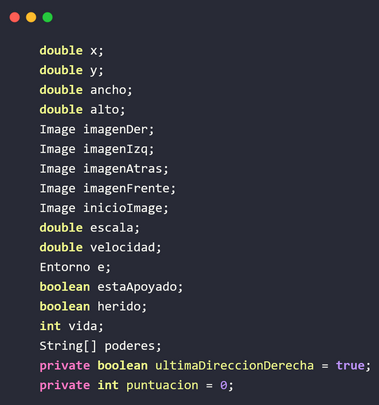 double x;
double y;
double ancho;
double alto;
Image imagenDer;
Image imagenIzq;
Image imagenAtras;
Image imagenFrente;
Image inicioImage;
double escala;
double velocidad;
Entorno e;
boolean estaApoyado;
boolean herido;
int vida;
String[] poderes;
private boolean ultimaDireccionDerecha = true;
private int puntuacion = 0;